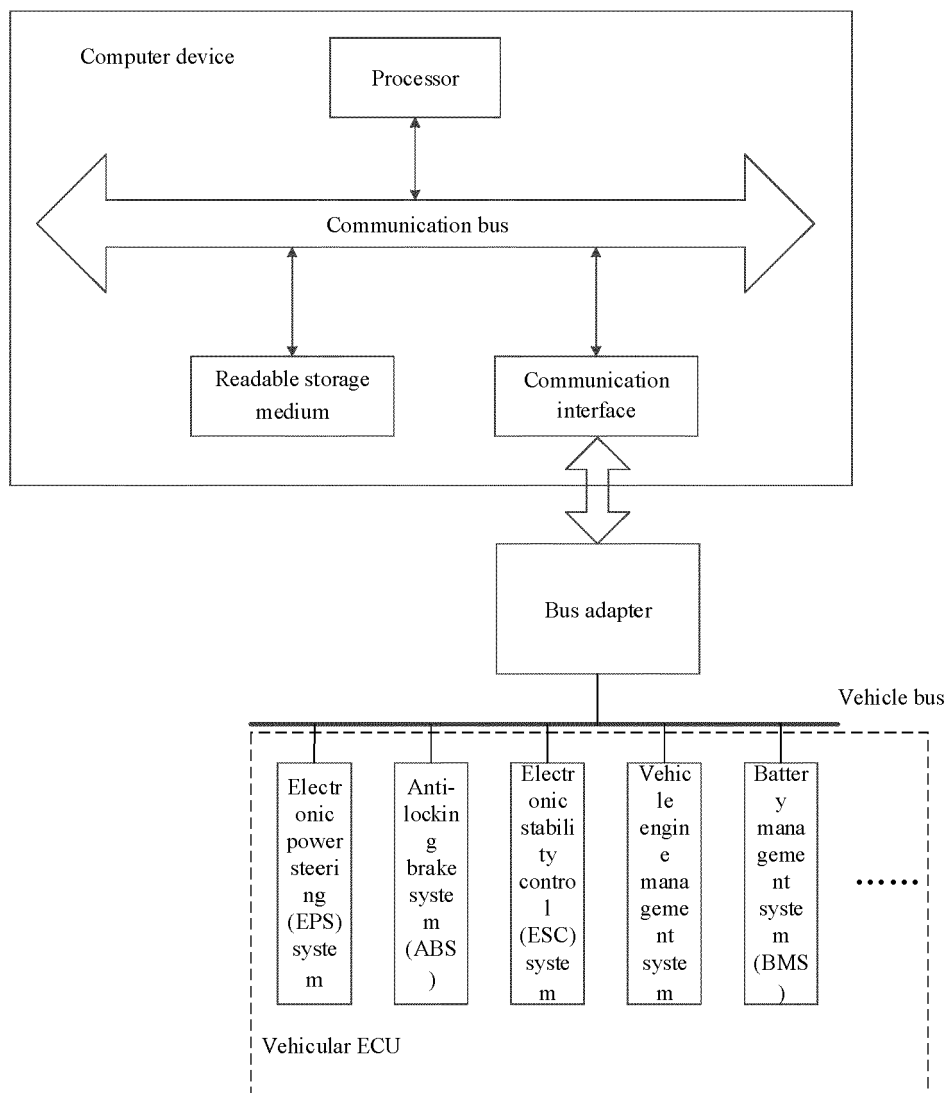 Computer device
Processor
Communication bus
Readable storage
medium
Communication
interface
Bus adapter
Vehicle bus
Electr
onic
power
steeri
ng
(EPS)
syste
m
Anti-
lockin
g
brake
syste
m
(ABS
)
Electr
onic
stabili
ty
contro
l
(ESC)
syste
m
Vehic
le
engin
e
mana
geme
nt
syste
m
Batter
y
mana
geme
nt
system
(BMS
)
......
Vehicular ECU